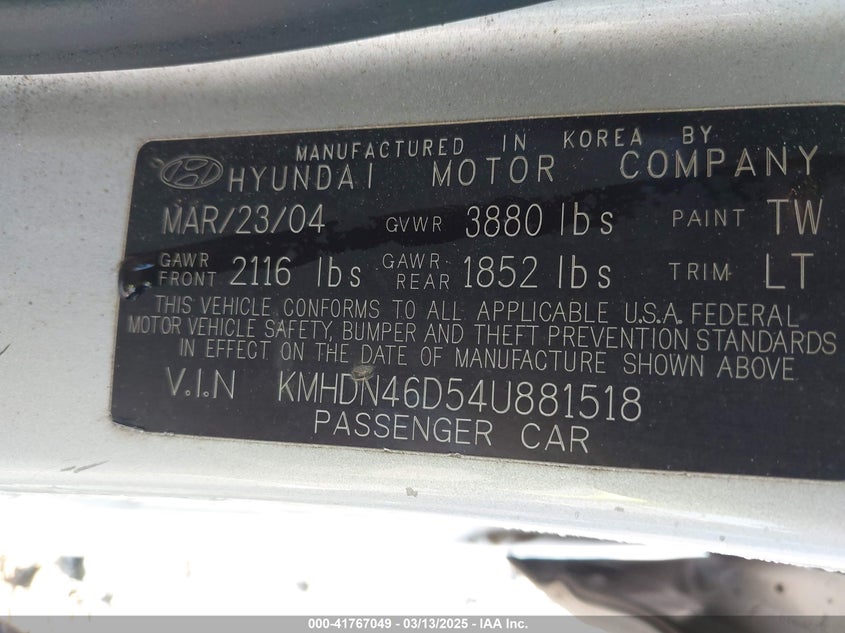 MANUFACTURED IN KOREA BY
HYUNDAI MOTOR COMPANY
MAR/23/04 GVWR 3880 lbs PAINT TW
GAWR FRONT 2116 lbs GAWR REAR 1852 lbs TRIM LT
THIS VEHICLE CONFORMS TO ALL APPLICABLE U.S.A. FEDERAL
MOTOR VEHICLE SAFETY, BUMPER AND THEFT PREVENTION STANDARDS
IN EFFECT ON THE DATE OF MANUFACTURE SHOWN ABOVE
V.I.N KMHDN46D54U881518
PASSENGER CAR
000-41767049 — 03/13/2025 — IAA Inc.